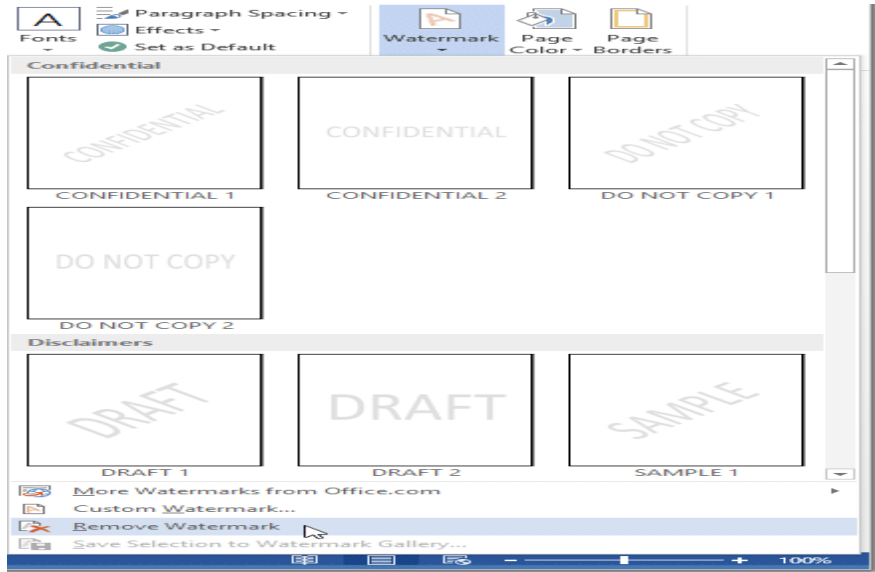 A
Paragraph Spacing
Effects
Fonts
Set as Default
Watermark
Page Color
Page Borders
Confidential
CONFIDENTIAL
CONFIDENTIAL
DO NOT COPY
CONFIDENTIAL 1
CONFIDENTIAL 2
DO NOT COPY 1
DO NOT COPY
DO NOT COPY 2
Disclaimers
DRAFT
DRAFT
SAMPLE
DRAFT 1
DRAFT 2
SAMPLE 1
More Watermarks from Office.com
Custom Watermark...
Remove Watermark
Save Selection to Watermark Gallery...
100%